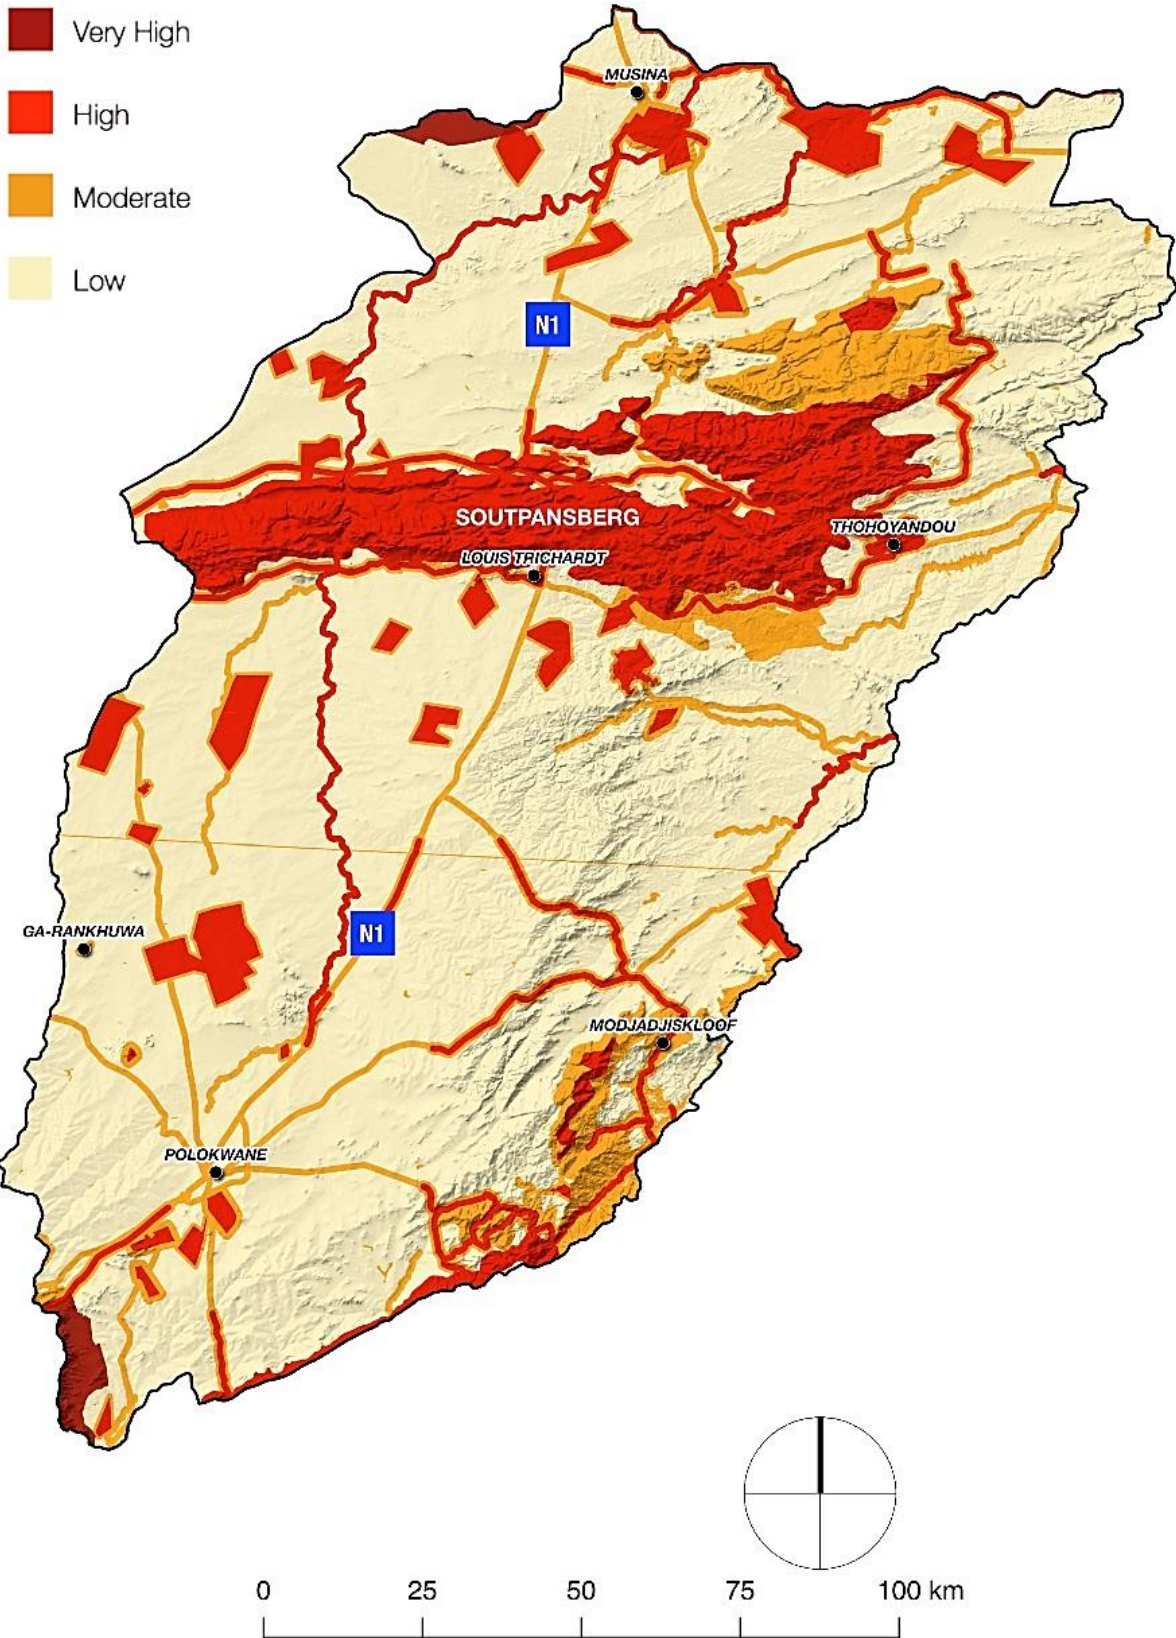 Very High
High
Moderate
Low
MUSINA
N1
SOUTPANSBERG
THOHOYANDOU
LOUIS TRICHARDT
GA-RANKHUWA
N1
MODJADJISKLOOF
POLOKWANE
0 25 50 75 100 km